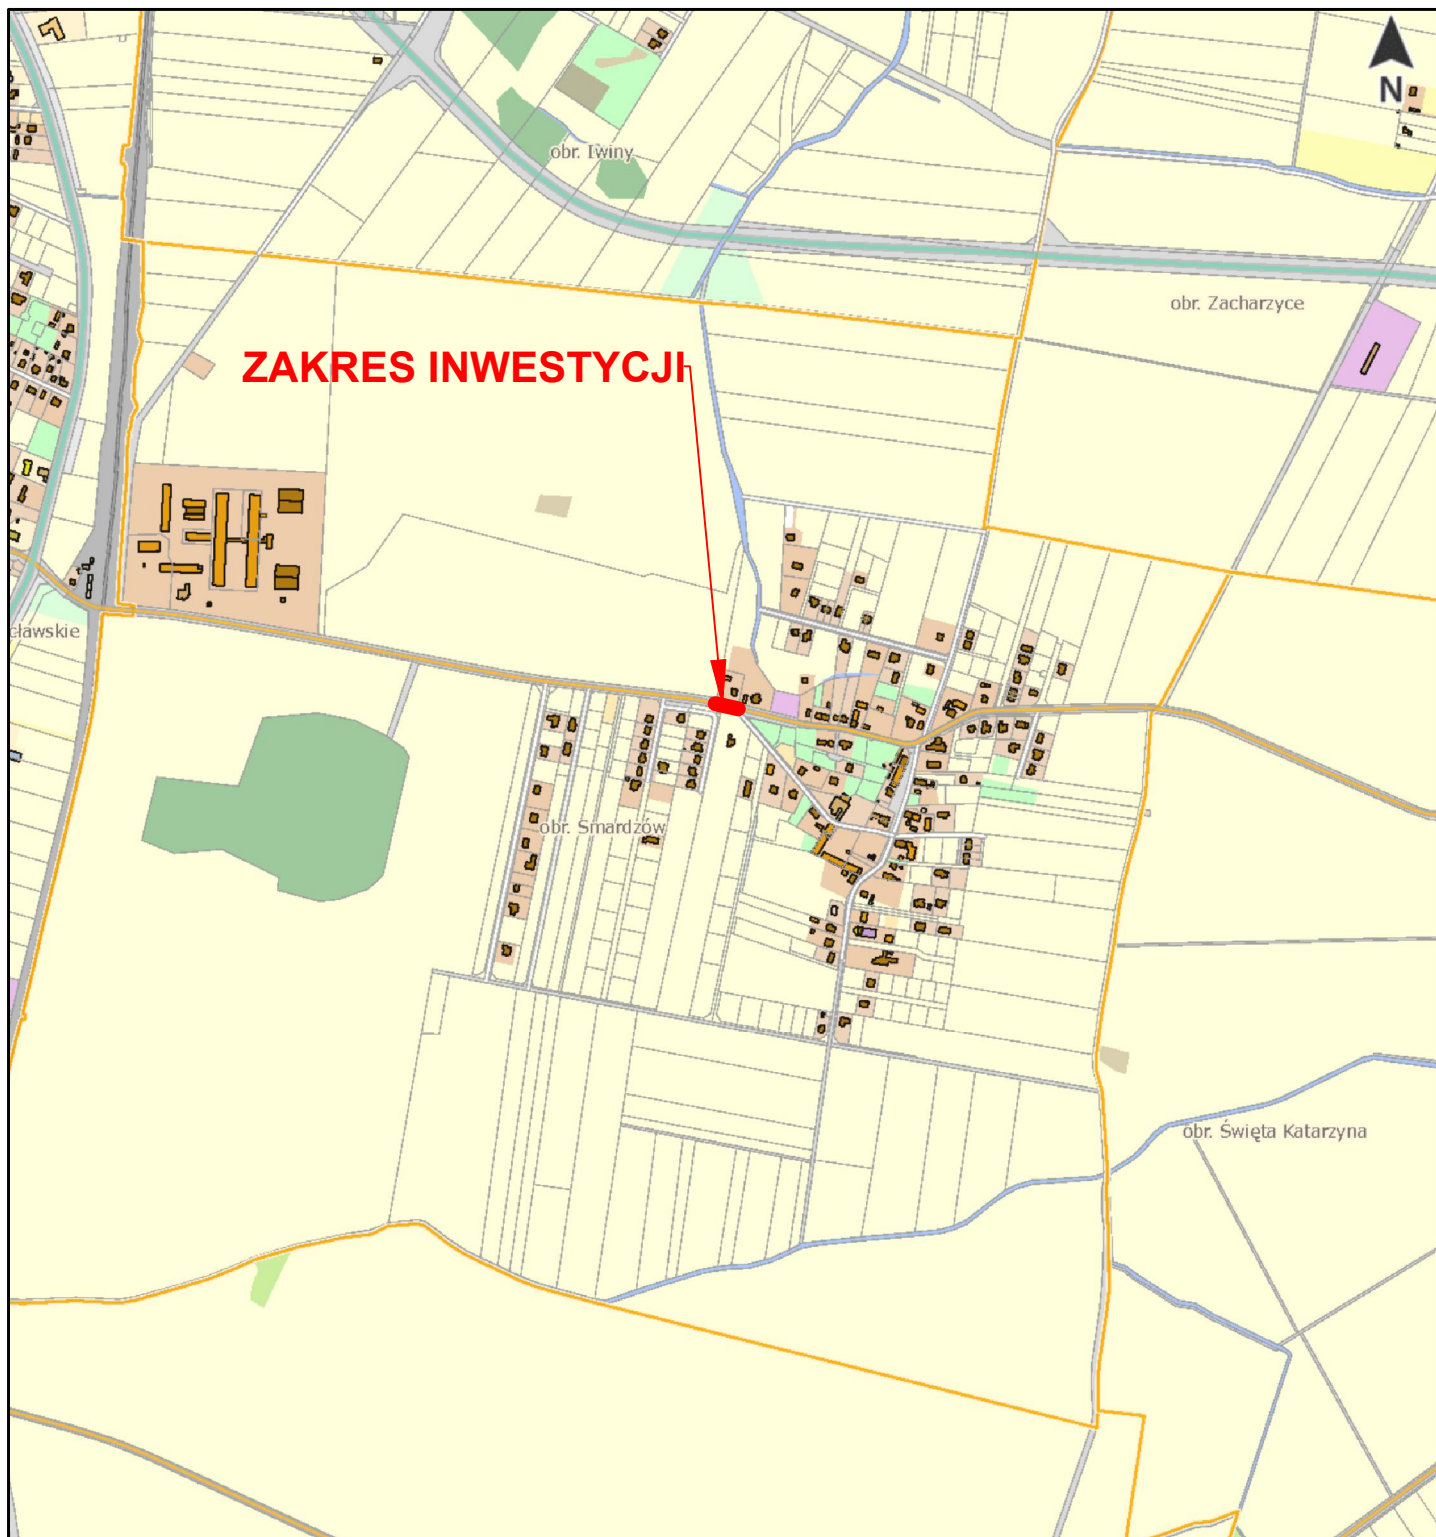 N
obr. Iwiny
obr. Zacharzyce
ZAKRES INWESTYCJI
cławskie
obr. Smardzów
obr. Święta Katarzyna